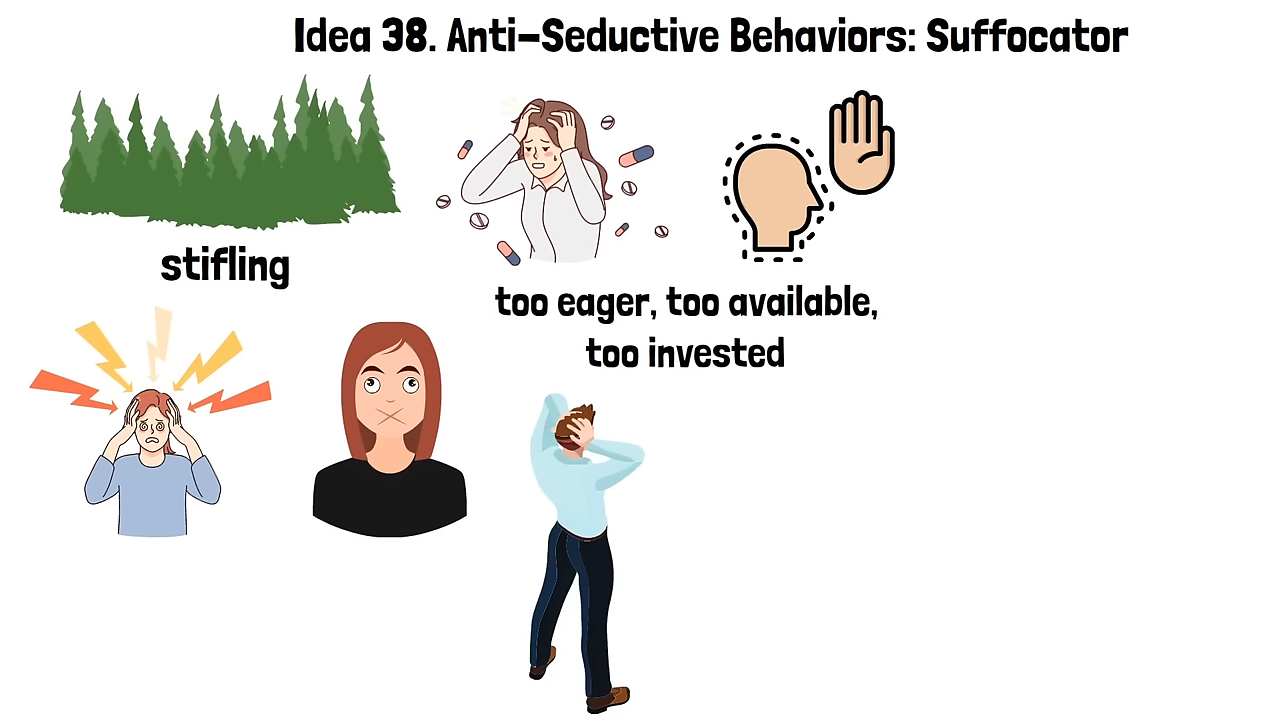 Idea 38. Anti-Seductive Behaviors: Suffocator
stifling
too eager, too available,
too invested